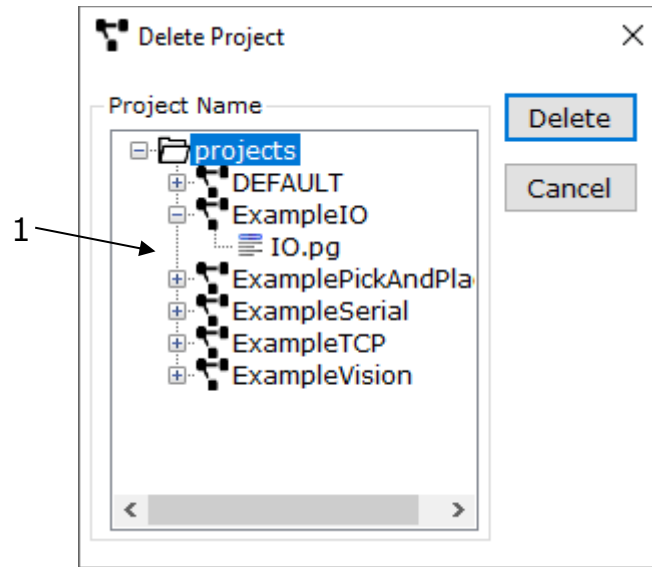 Delete Project
Project Name
Delete
projects
DEFAULT
Cancel
ExampleIO
1
IO.pg
ExamplePickAndPla
ExampleSerial
ExampleTCP
ExampleVision